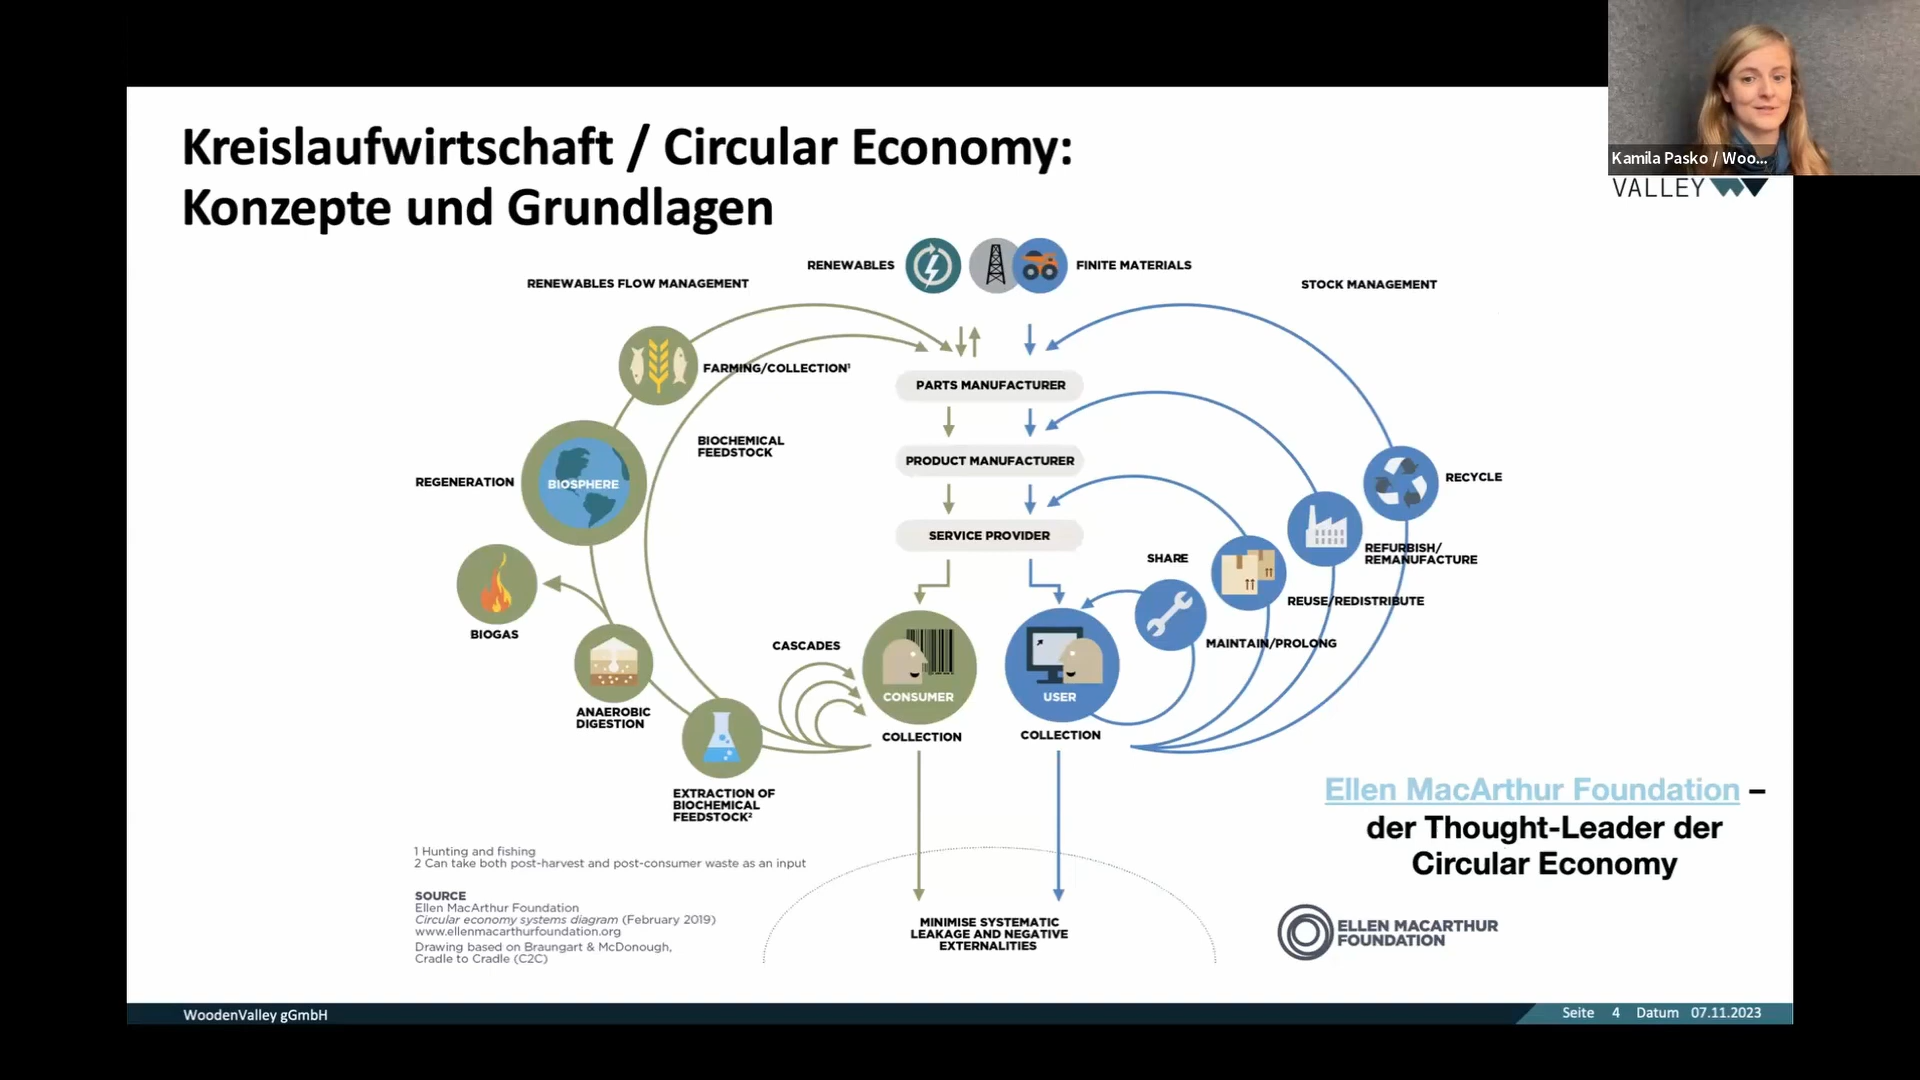 Kreislaufwirtschaft / Circular Economy:
Konzepte und Grundlagen
Kamila Pasko / Woo...
VALLEY
RENEWABLES
FINITE MATERIALS
RENEWABLES FLOW MANAGEMENT
STOCK MANAGEMENT
FARMING/COLLECTION¹
PARTS MANUFACTURER
BIOCHEMICAL
FEEDSTOCK
PRODUCT MANUFACTURER
REGENERATION
BIOSPHERE
RECYCLE
SERVICE PROVIDER
SHARE
REFURBISH/
REMANUFACTURE
REUSE/REDISTRIBUTE
BIOGAS
CASCADES
MAINTAIN/PROLONG
CONSUMER
USER
ANAEROBIC
DIGESTION
COLLECTION
COLLECTION
EXTRACTION OF
BIOCHEMICAL
FEEDSTOCK²
Ellen MacArthur Foundation –
der Thought-Leader der
Circular Economy
1 Hunting and fishing
2 Can take both post-harvest and post-consumer waste as an input
SOURCE
Ellen MacArthur Foundation
Circular economy systems diagram (February 2019)
www.ellenmacarthurfoundation.org
Drawing based on Braungart & McDonough,
Cradle to Cradle (C2C)
MINIMISE SYSTEMATIC
LEAKAGE AND NEGATIVE
EXTERNALITIES
ELLEN MACARTHUR
FOUNDATION
WoodenValley gGmbH
Seite 4 Datum 07.11.2023